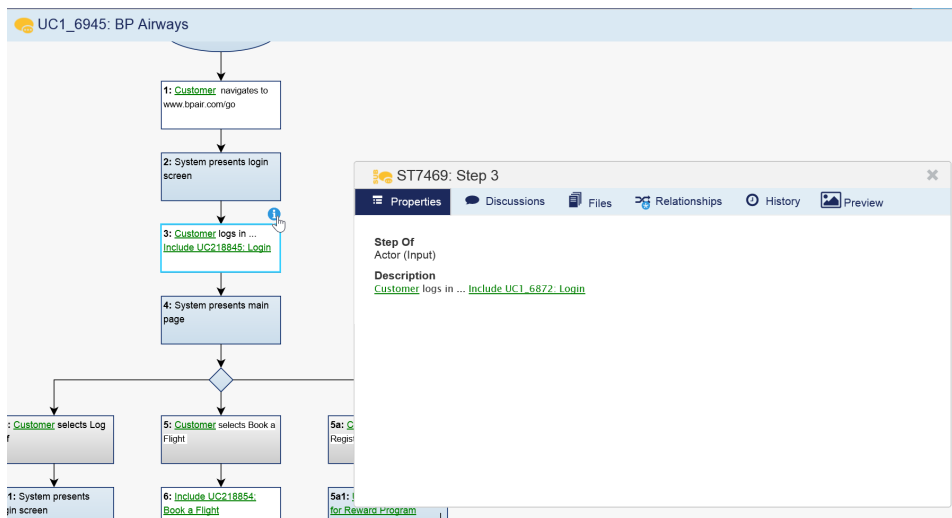 UC1_6945: BP Airways
1: Customer navigates to
www.bpair.com/go
2: System presents login
screen
3: Customer logs in ...
Include UC218845: Login
4: System presents main
page
: Customer selects Log
f
5: Customer selects Book a
Flight
5a: C
Regist
1: System presents
gin screen
6: Include UC218854:
Book a Flight
5a1:
for Reward Program
ST7469: Step 3
Properties
Discussions
Files
Relationships
History
Preview
Step Of
Actor (Input)
Description
Customer logs in ... Include UC1_6872: Login